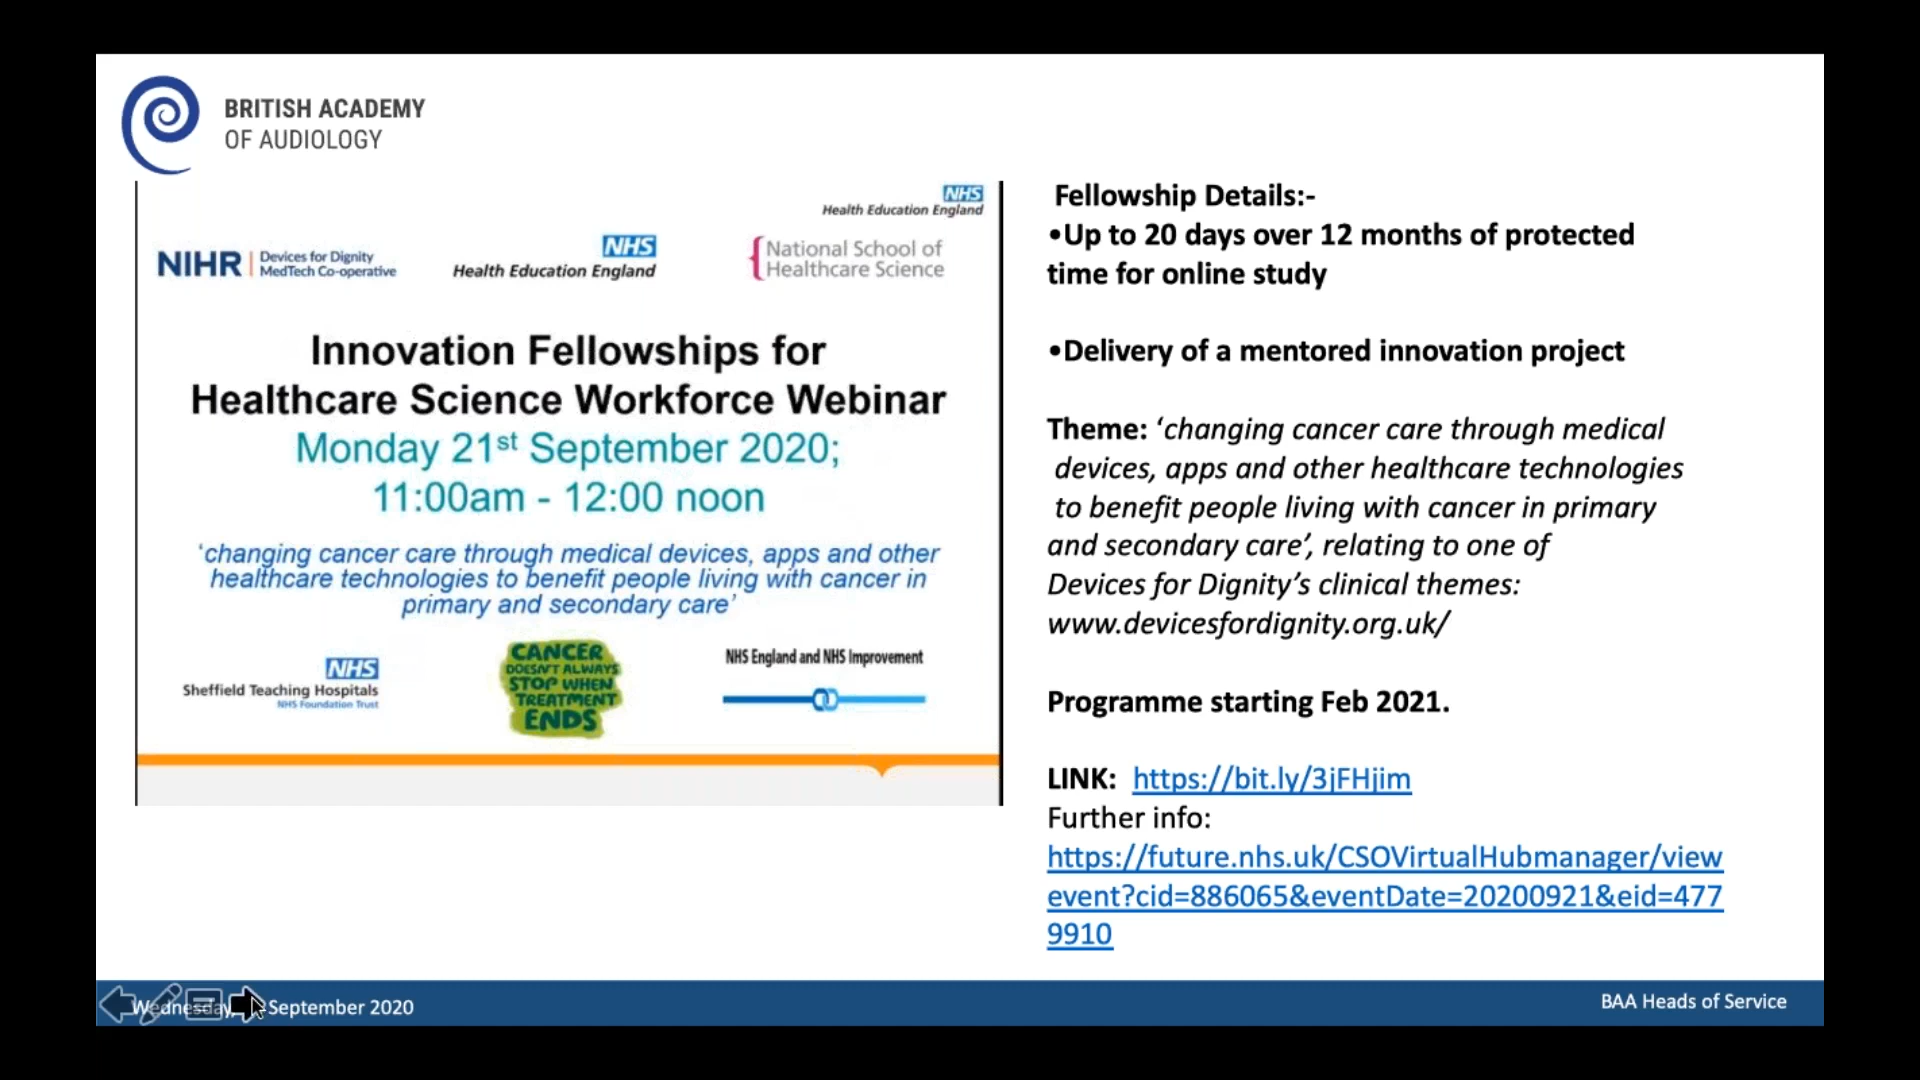 BRITISH ACADEMY
OF AUDIOLOGY
NHS
Health Education England
NIHR | Devices for Dignity
MedTech Co-operative
NHS
Health Education England
National School of
Healthcare Science
Innovation Fellowships for
Healthcare Science Workforce Webinar
Monday 21st September 2020;
11:00am - 12:00 noon
‘changing cancer care through medical devices, apps and other
healthcare technologies to benefit people living with cancer in
primary and secondary care’
NHS
Sheffield Teaching Hospitals
NHS Foundation Trust
CANCER
DOESN'T ALWAYS
STOP WHEN
TREATMENT
ENDS
NHS England and NHS Improvement
Fellowship Details:-
•Up to 20 days over 12 months of protected
time for online study
•Delivery of a mentored innovation project
Theme: ‘changing cancer care through medical
devices, apps and other healthcare technologies
to benefit people living with cancer in primary
and secondary care’, relating to one of
Devices for Dignity’s clinical themes:
www.devicesfordignity.org.uk/
Programme starting Feb 2021.
LINK: https://bit.ly/3jFHjim
Further info:
https://future.nhs.uk/CSOVirtualHubmanager/view
event?cid=886065&eventDate=20200921&eid=477
9910
Wednesday, September 2020
BAA Heads of Service